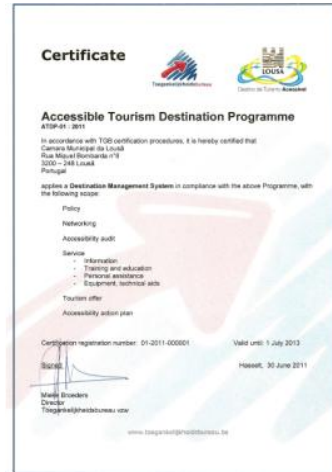 Certificate
Toegankelijkheidsbureau
LOUSÃ
Destino de Turismo Acessível
Accessible Tourism Destination Programme
ATDP-01 : 2011
In accordance with TGB certification procedures, it is hereby certified that
Camara Municipal da Lousã
Rua Miguel Bombarda n°8
3200 – 248 Lousã
Portugal
applies a Destination Management System in compliance with the above Programme, with
the following scope:
Policy
Networking
Accessibility audit
Service
- Information
- Training and education
- Personal assistance
- Equipment, technical aids
Tourism offer
Accessibility action plan
Certification registration number: 01-2011-000001 Valid until: 1 July 2013
Signed: Hasselt, 30 June 2011
Mieke Broeders
Director
Toegankelijkheidsbureau vzw
www.toegankelijkheidsbureau.be